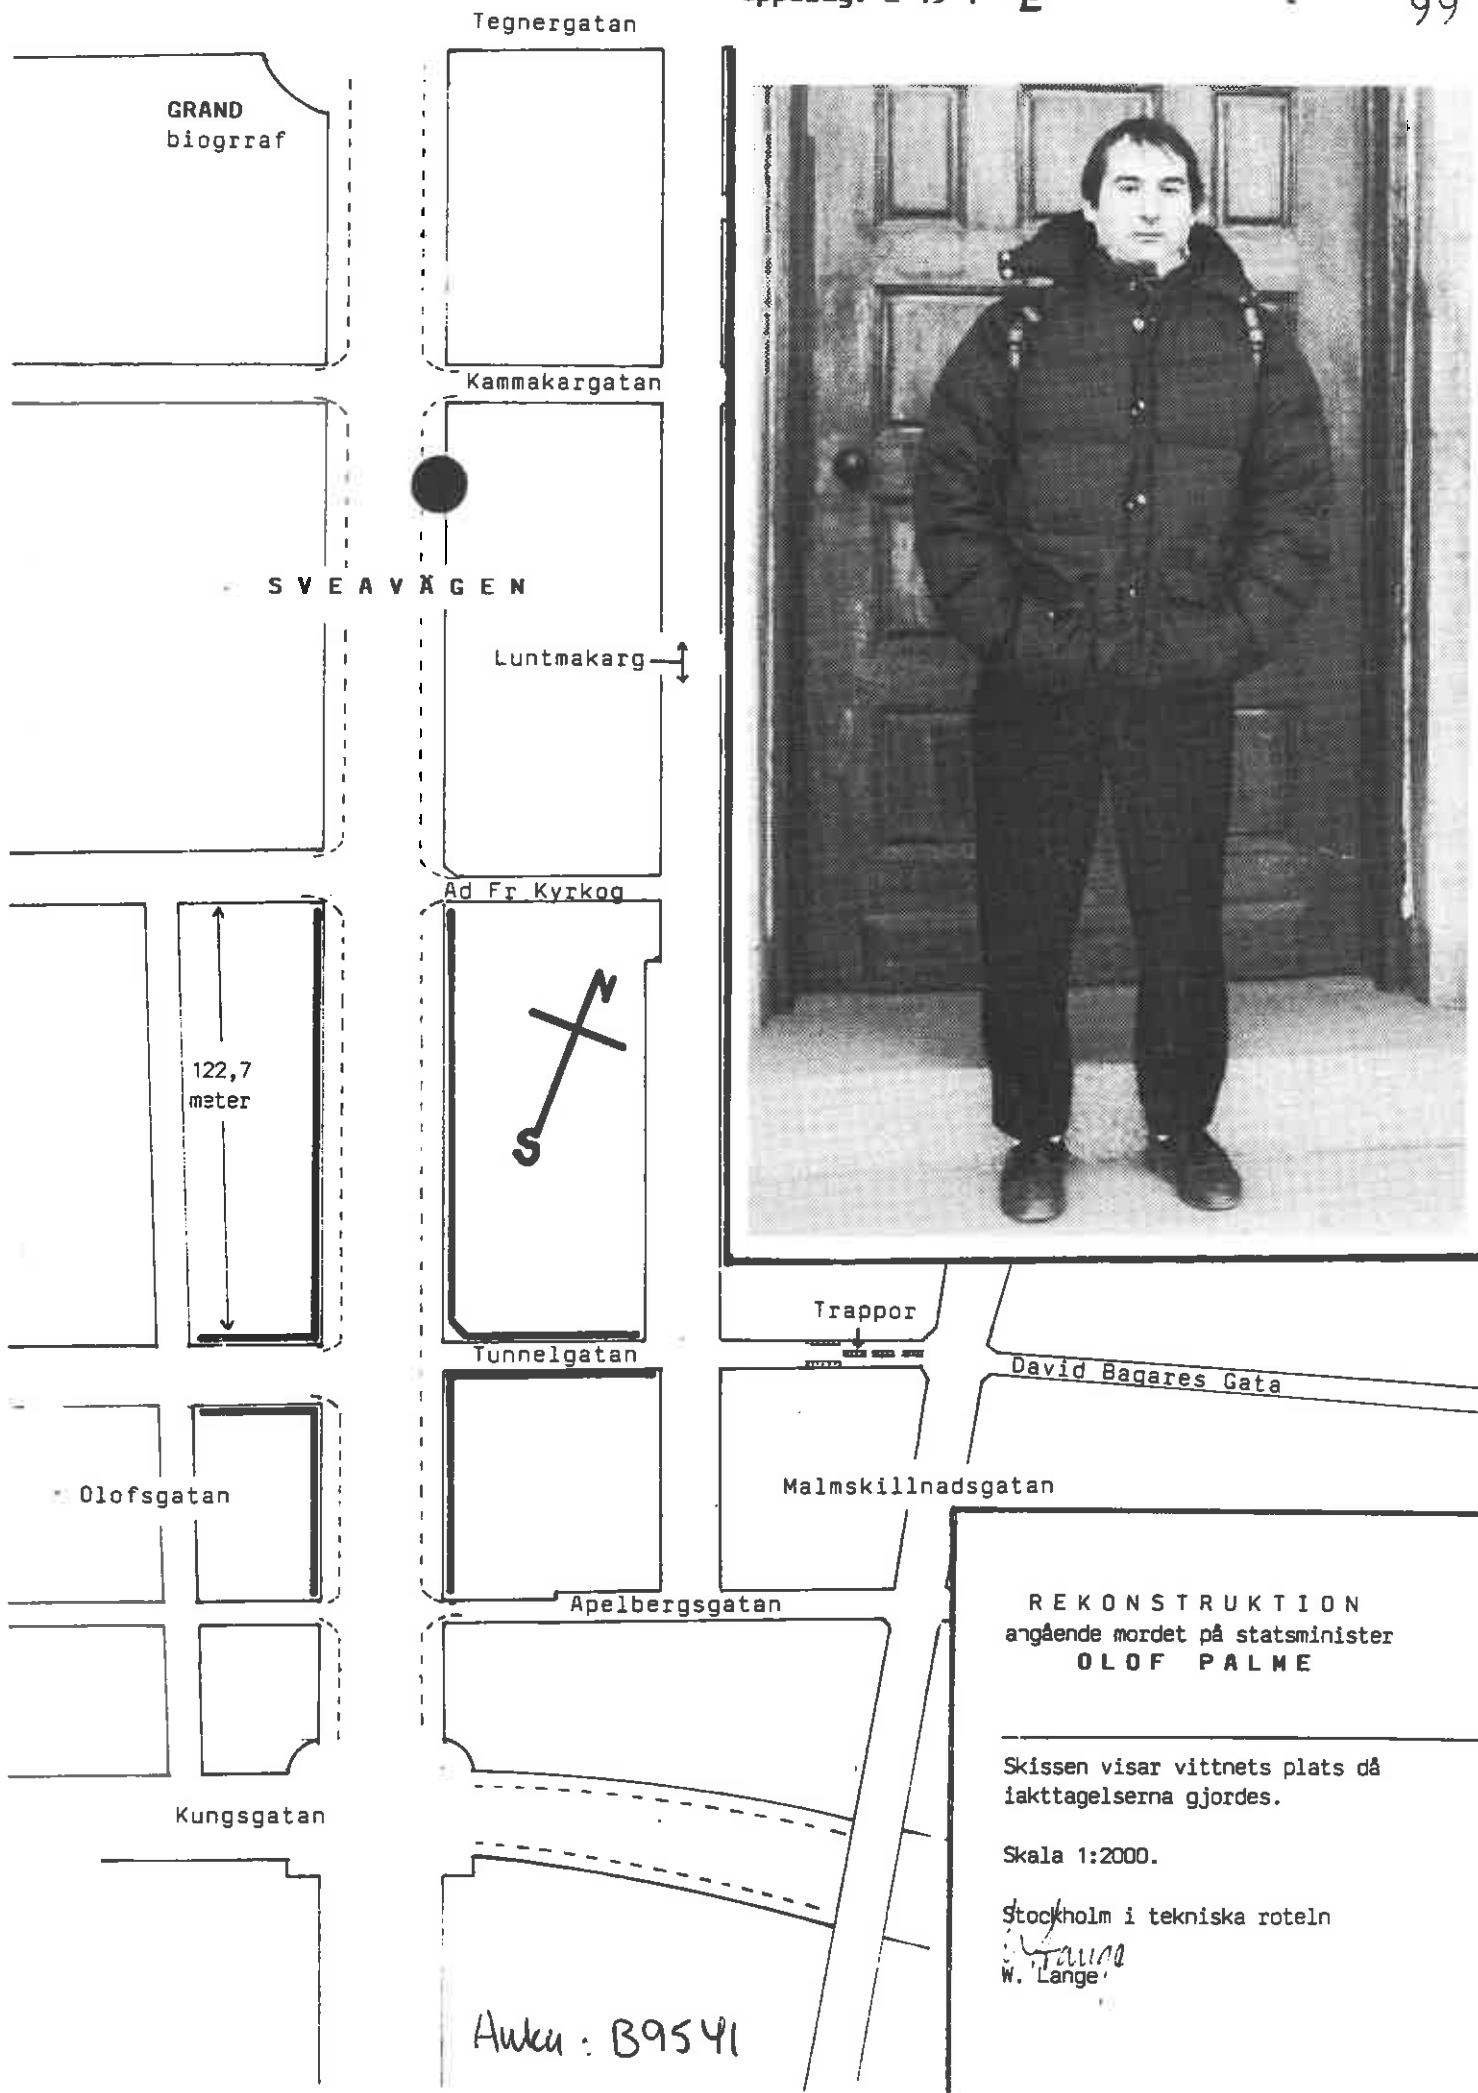 99
Tegnergatan
GRAND
biogrraf
Kammakargatan
SVEAVÄGEN
Luntmakarg
Ad Fr Kyrkog
N
S
122,7
meter
Trappor
Tunnelgatan
David Bagares Gata
Olofsgatan
Malmskillnadsgatan
Apelbergsgatan
REKONSTRUKTION
angående mordet på statsminister
OLOF PALME
Skissen visar vittnets plats då
iakttagelserna gjordes.
Skala 1:2000.
Stockholm i tekniska roteln
W. Lange
Kungsgatan
B9541